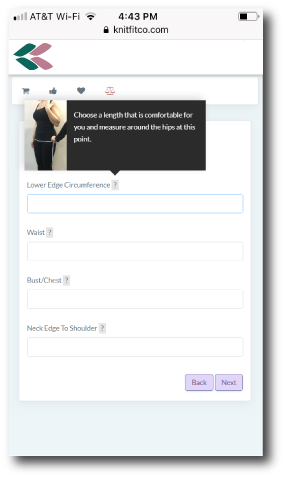 AT&T Wi-Fi 4:43 PM
knitfitco.com
Choose a length that is comfortable for
you and measure around the hips at this
point.
Lower Edge Circumference ?
Waist ?
Bust/Chest ?
Neck Edge To Shoulder ?
Back Next